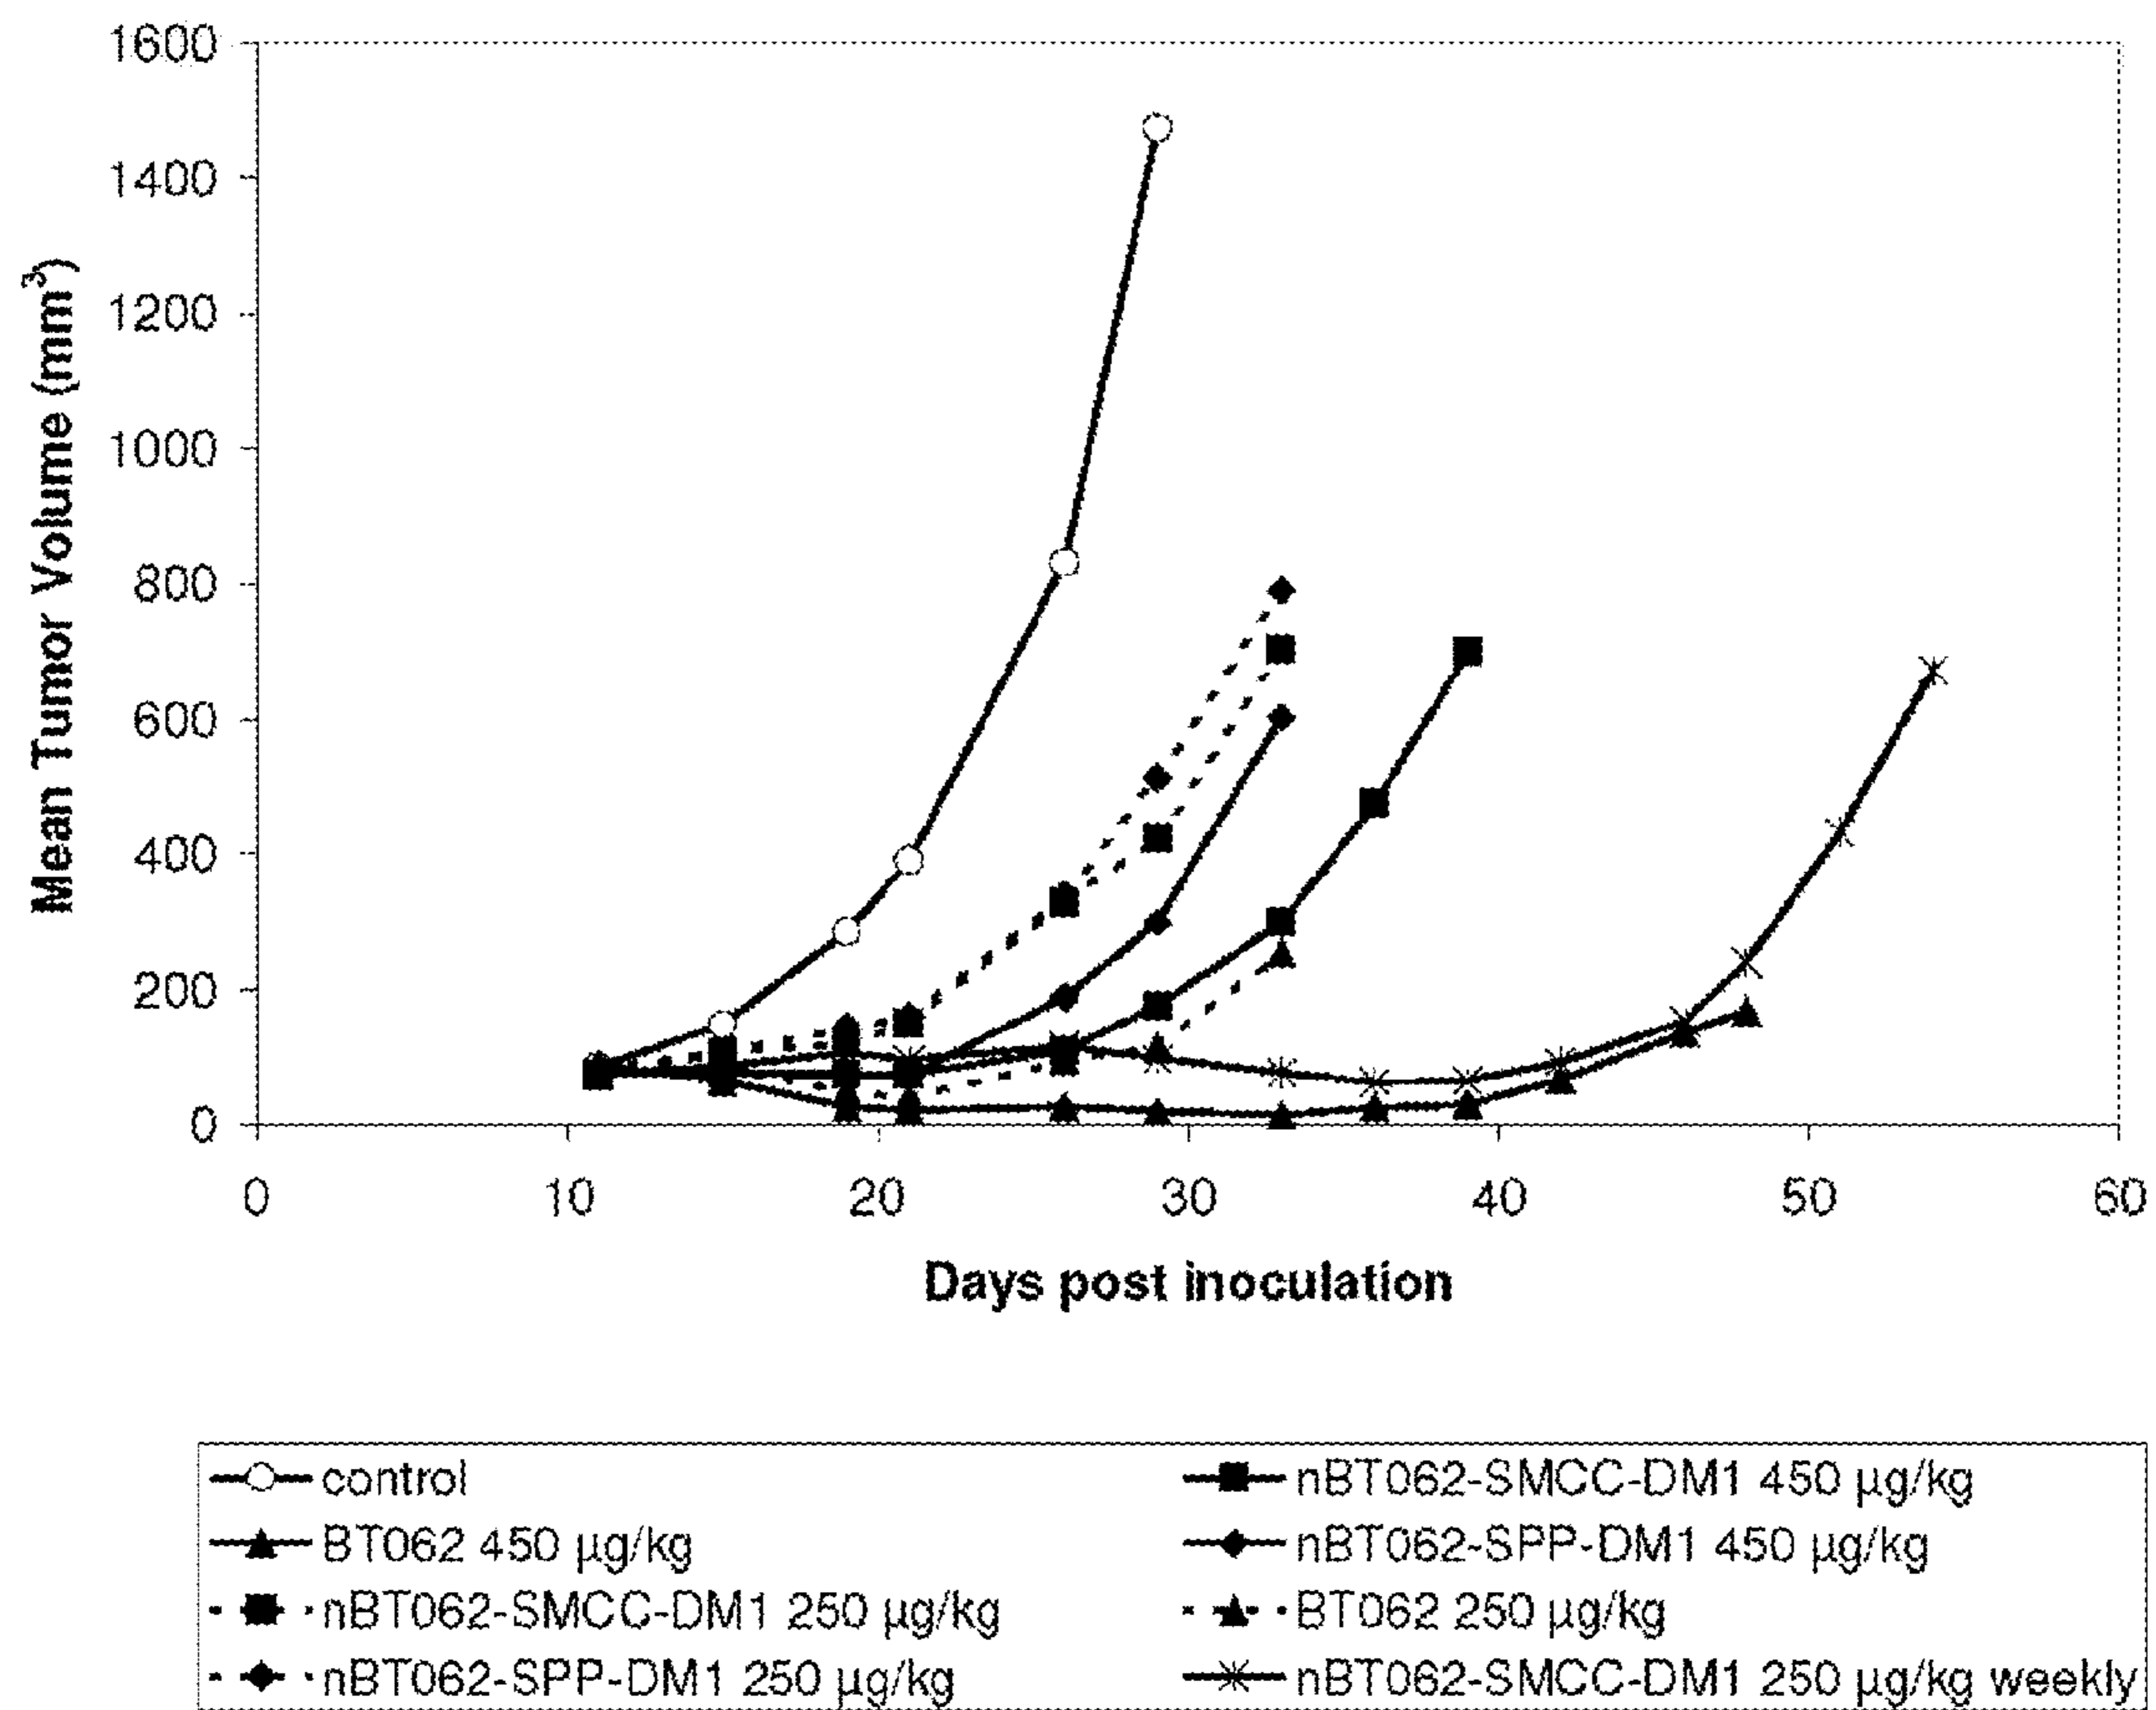 1600
1400
1200
1000
800
600
400
200
0
Mean Tumor Volume (mm³)
0 10 20 30 40 50 60
Days post inoculation
control
nBT062-SMCC-DM1 450 µg/kg
BT062 450 µg/kg
nBT062-SPP-DM1 450 µg/kg
nBT062-SMCC-DM1 250 µg/kg
BT062 250 µg/kg
nBT062-SPP-DM1 250 µg/kg
nBT062-SMCC-DM1 250 µg/kg weekly